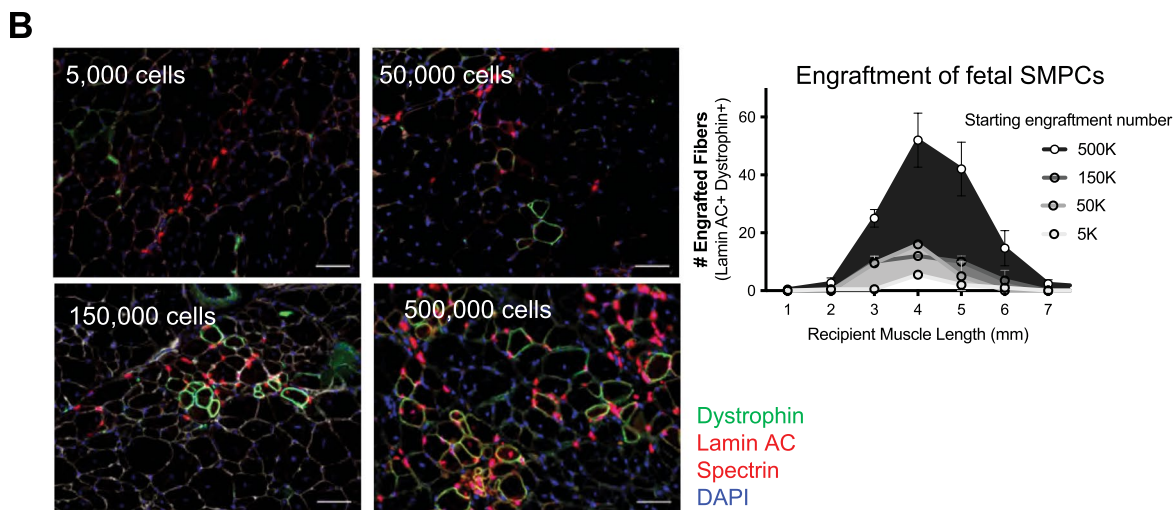 B
5,000 cells
50,000 cells
150,000 cells
500,000 cells
Engraftment of fetal SMPCs
# Engrafted Fibers
(Lamin AC+ Dystrophin+)
60
40
20
0
1 2 3 4 5 6 7
Recipient Muscle Length (mm)
Starting engraftment number
500K
150K
50K
5K
Dystrophin
Lamin AC
Spectrin
DAPI